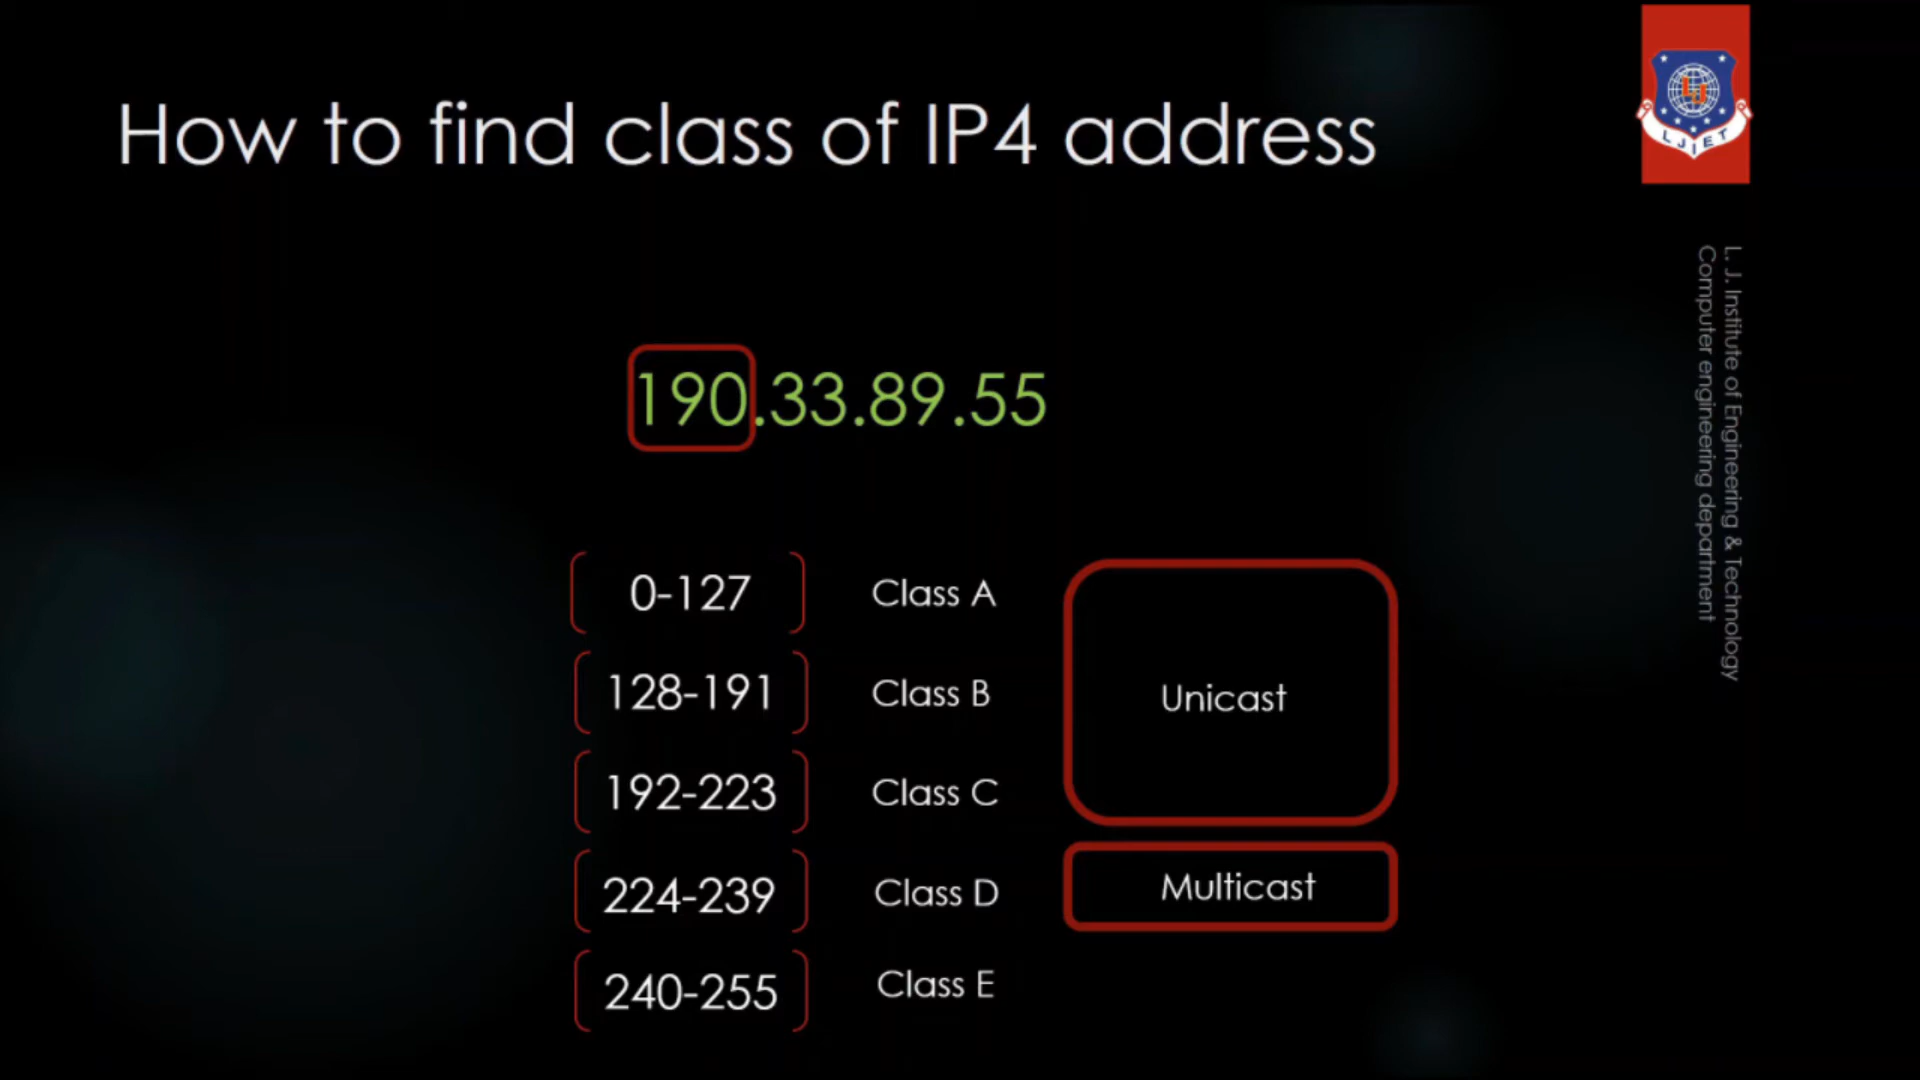 How to find class of IP4 address
LJIET
L. J. Institute of Engineering & Technology
Computer engineering department
190.33.89.55
0-127 Class A
128-191 Class B
Unicast
192-223 Class C
224-239 Class D Multicast
240-255 Class E